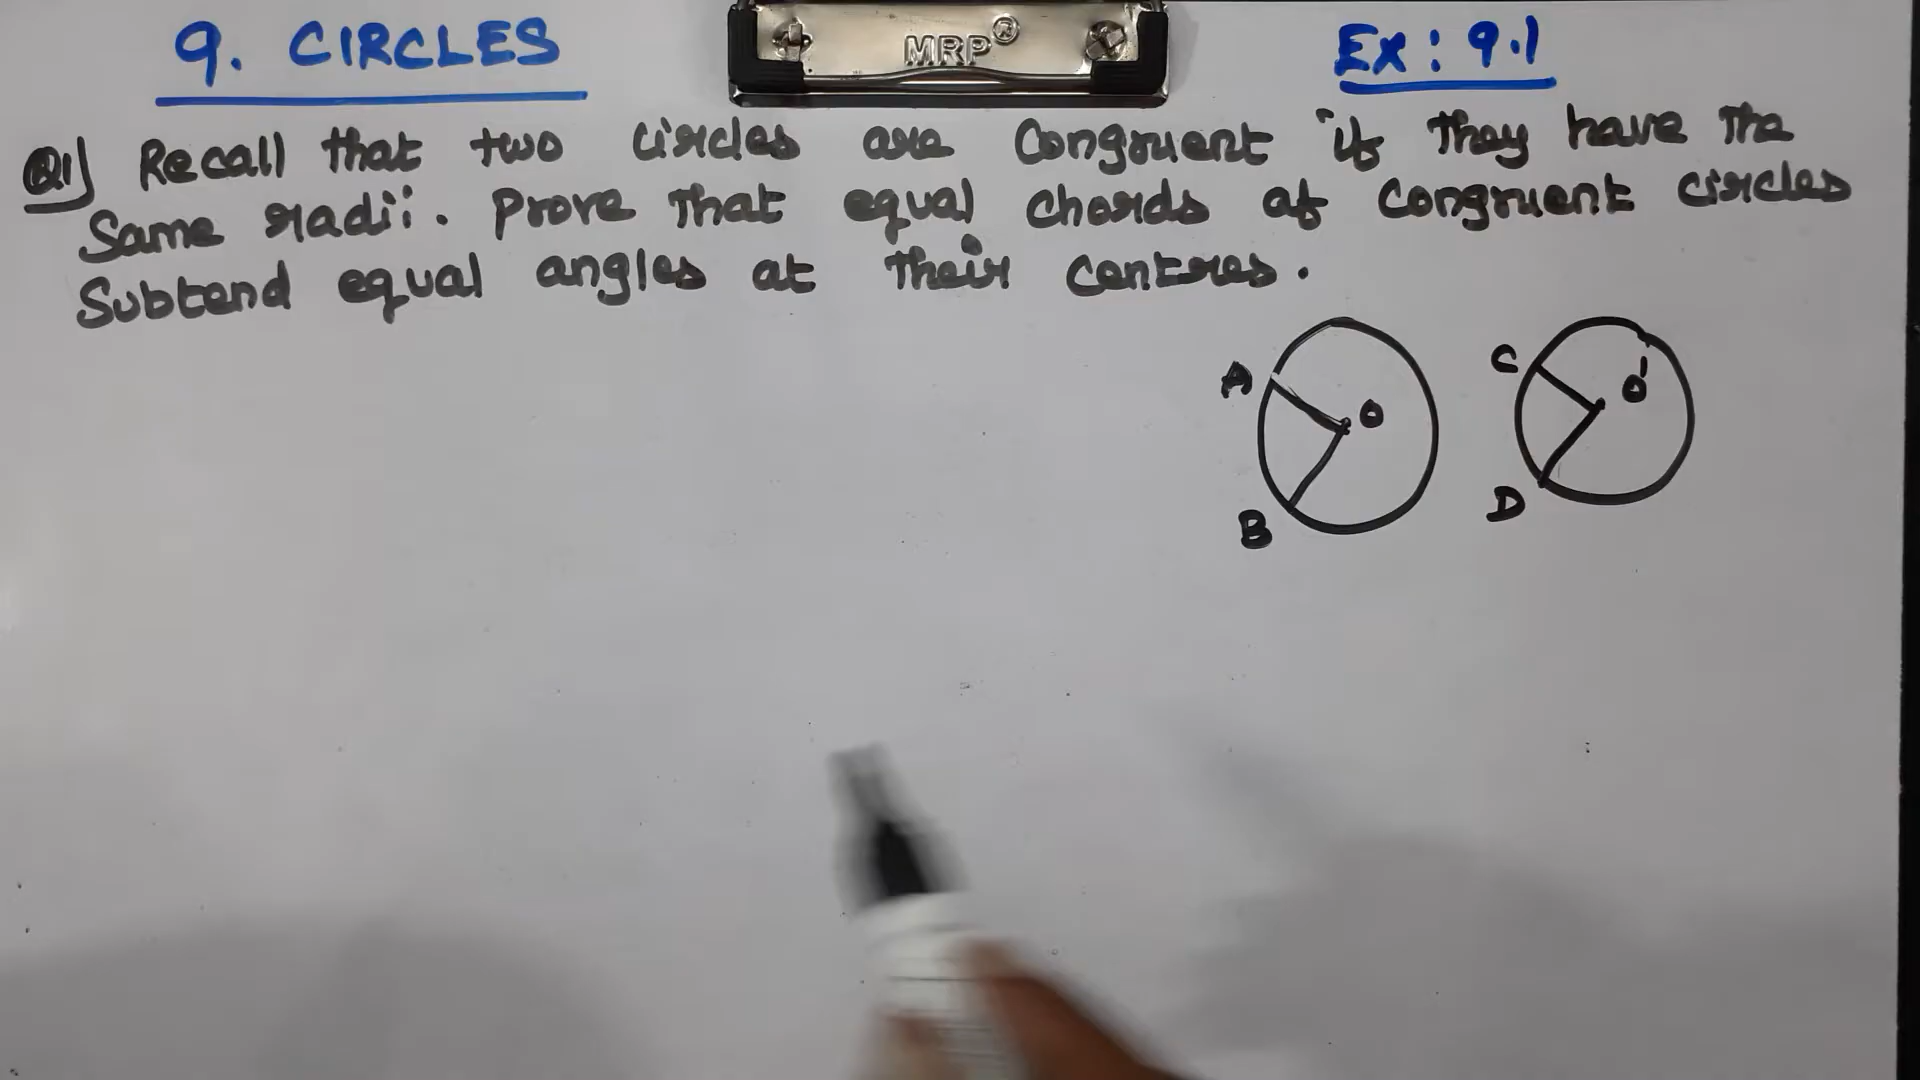 9. CIRCLES
MRP®
Ex: 9.1
Q1) Recall that two circles are Congruent if they have The
Same radii. Prove That equal chords of Congruent circles
Subtend equal angles at their centres.
A
O
B
C
O'
D